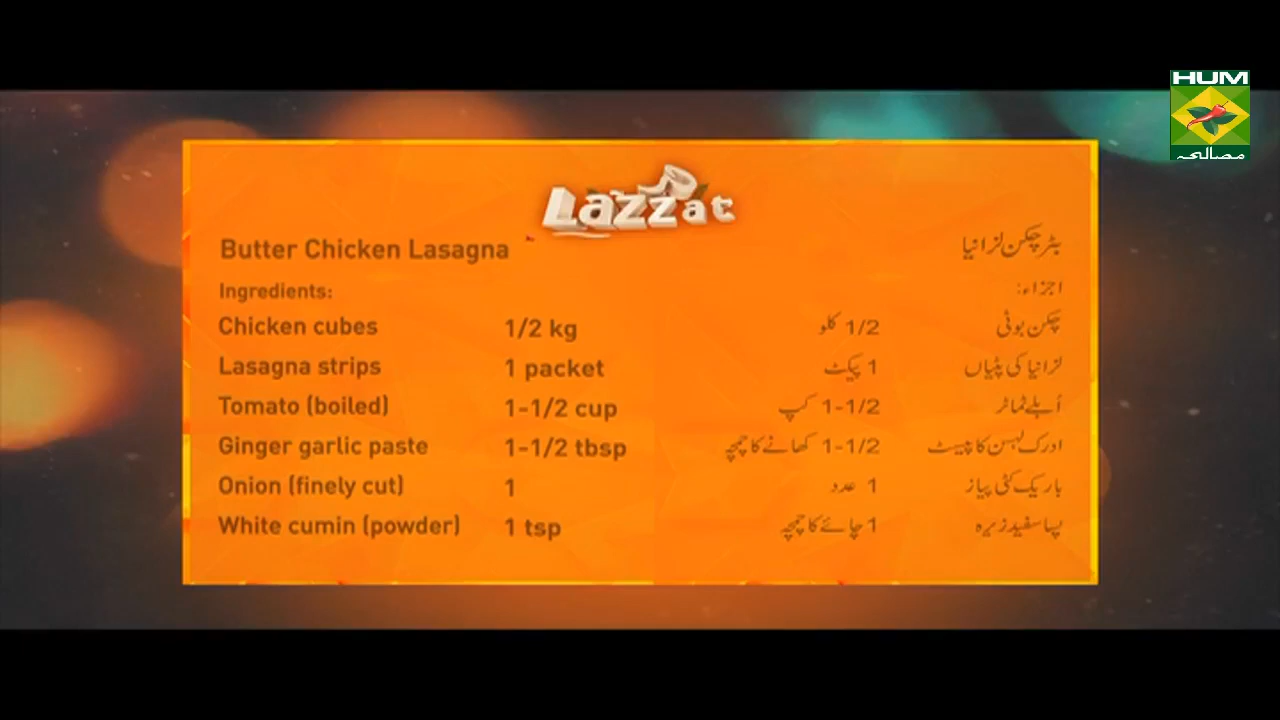 HUM
مصالحہ
Lazzat
Butter Chicken Lasagna بٹر چکن لزانیا
Ingredients: اجزاء:
Chicken cubes 1/2 kg چکن بوٹی 1/2 کلو
Lasagna strips 1 packet لزانیا کی پٹیاں 1 پیکٹ
Tomato (boiled) 1-1/2 cup اُبلے ٹماٹر 1-1/2 کپ
Ginger garlic paste 1-1/2 tbsp ادرک لہسن کا پیسٹ 1-1/2 کھانے کا چمچہ
Onion (finely cut) 1 باریک کٹی پیاز 1 عدد
White cumin (powder) 1 tsp پسا سفید زیرہ 1 چائے کا چمچہ